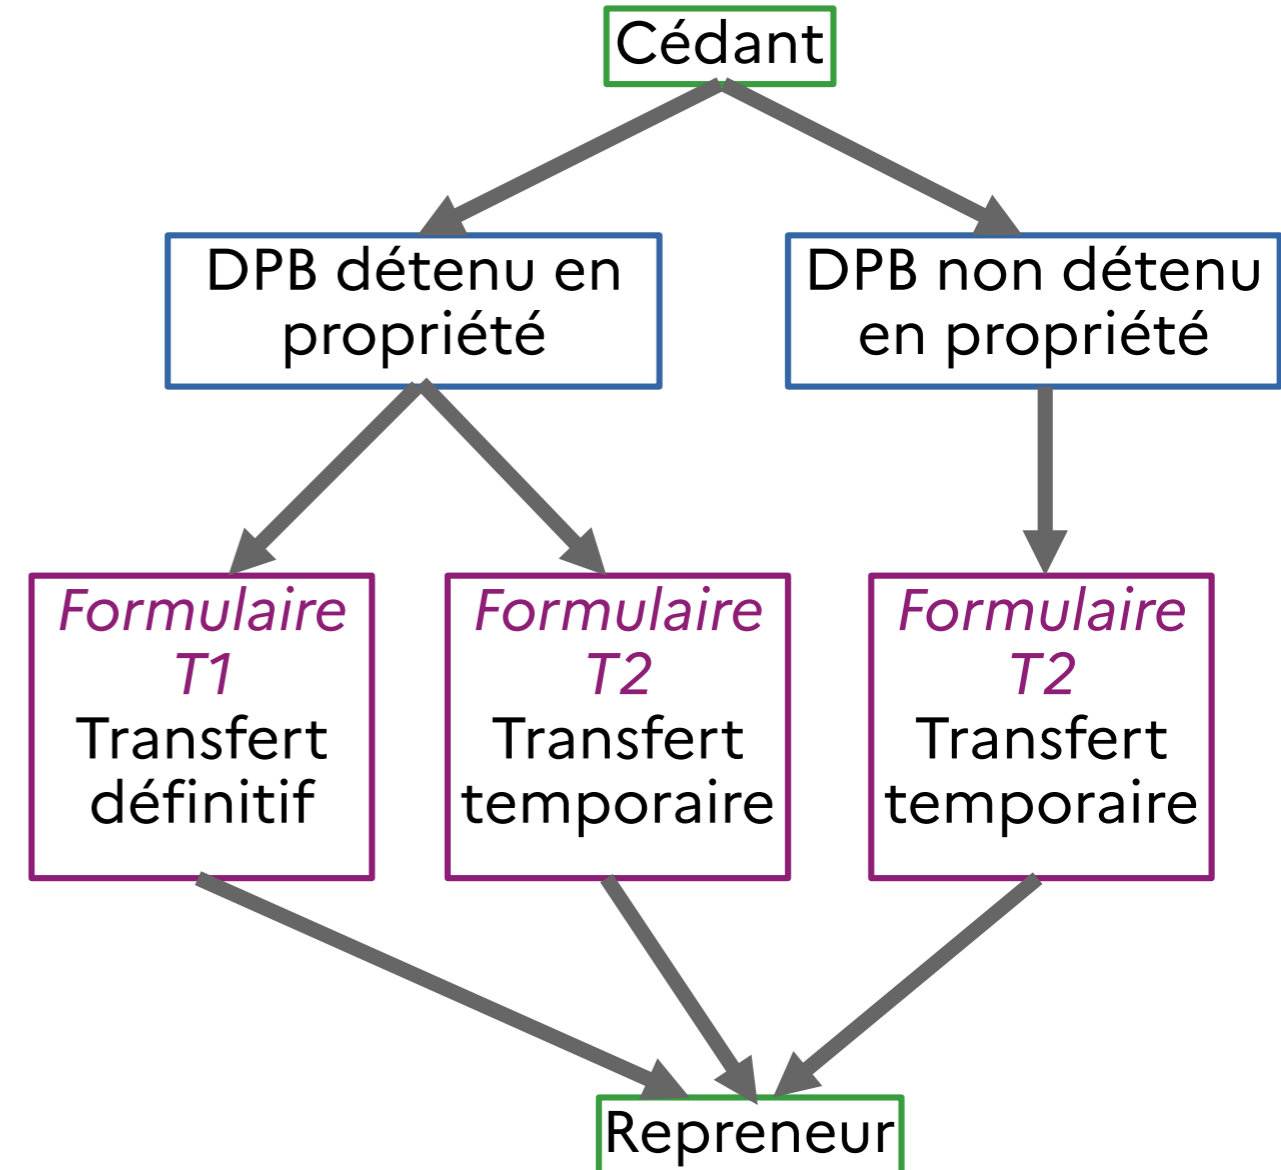 Cédant
DPB détenu en
propriété
DPB non détenu
en propriété
Formulaire
T1
Transfert
définitif
Formulaire
T2
Transfert
temporaire
Formulaire
T2
Transfert
temporaire
Repreneur